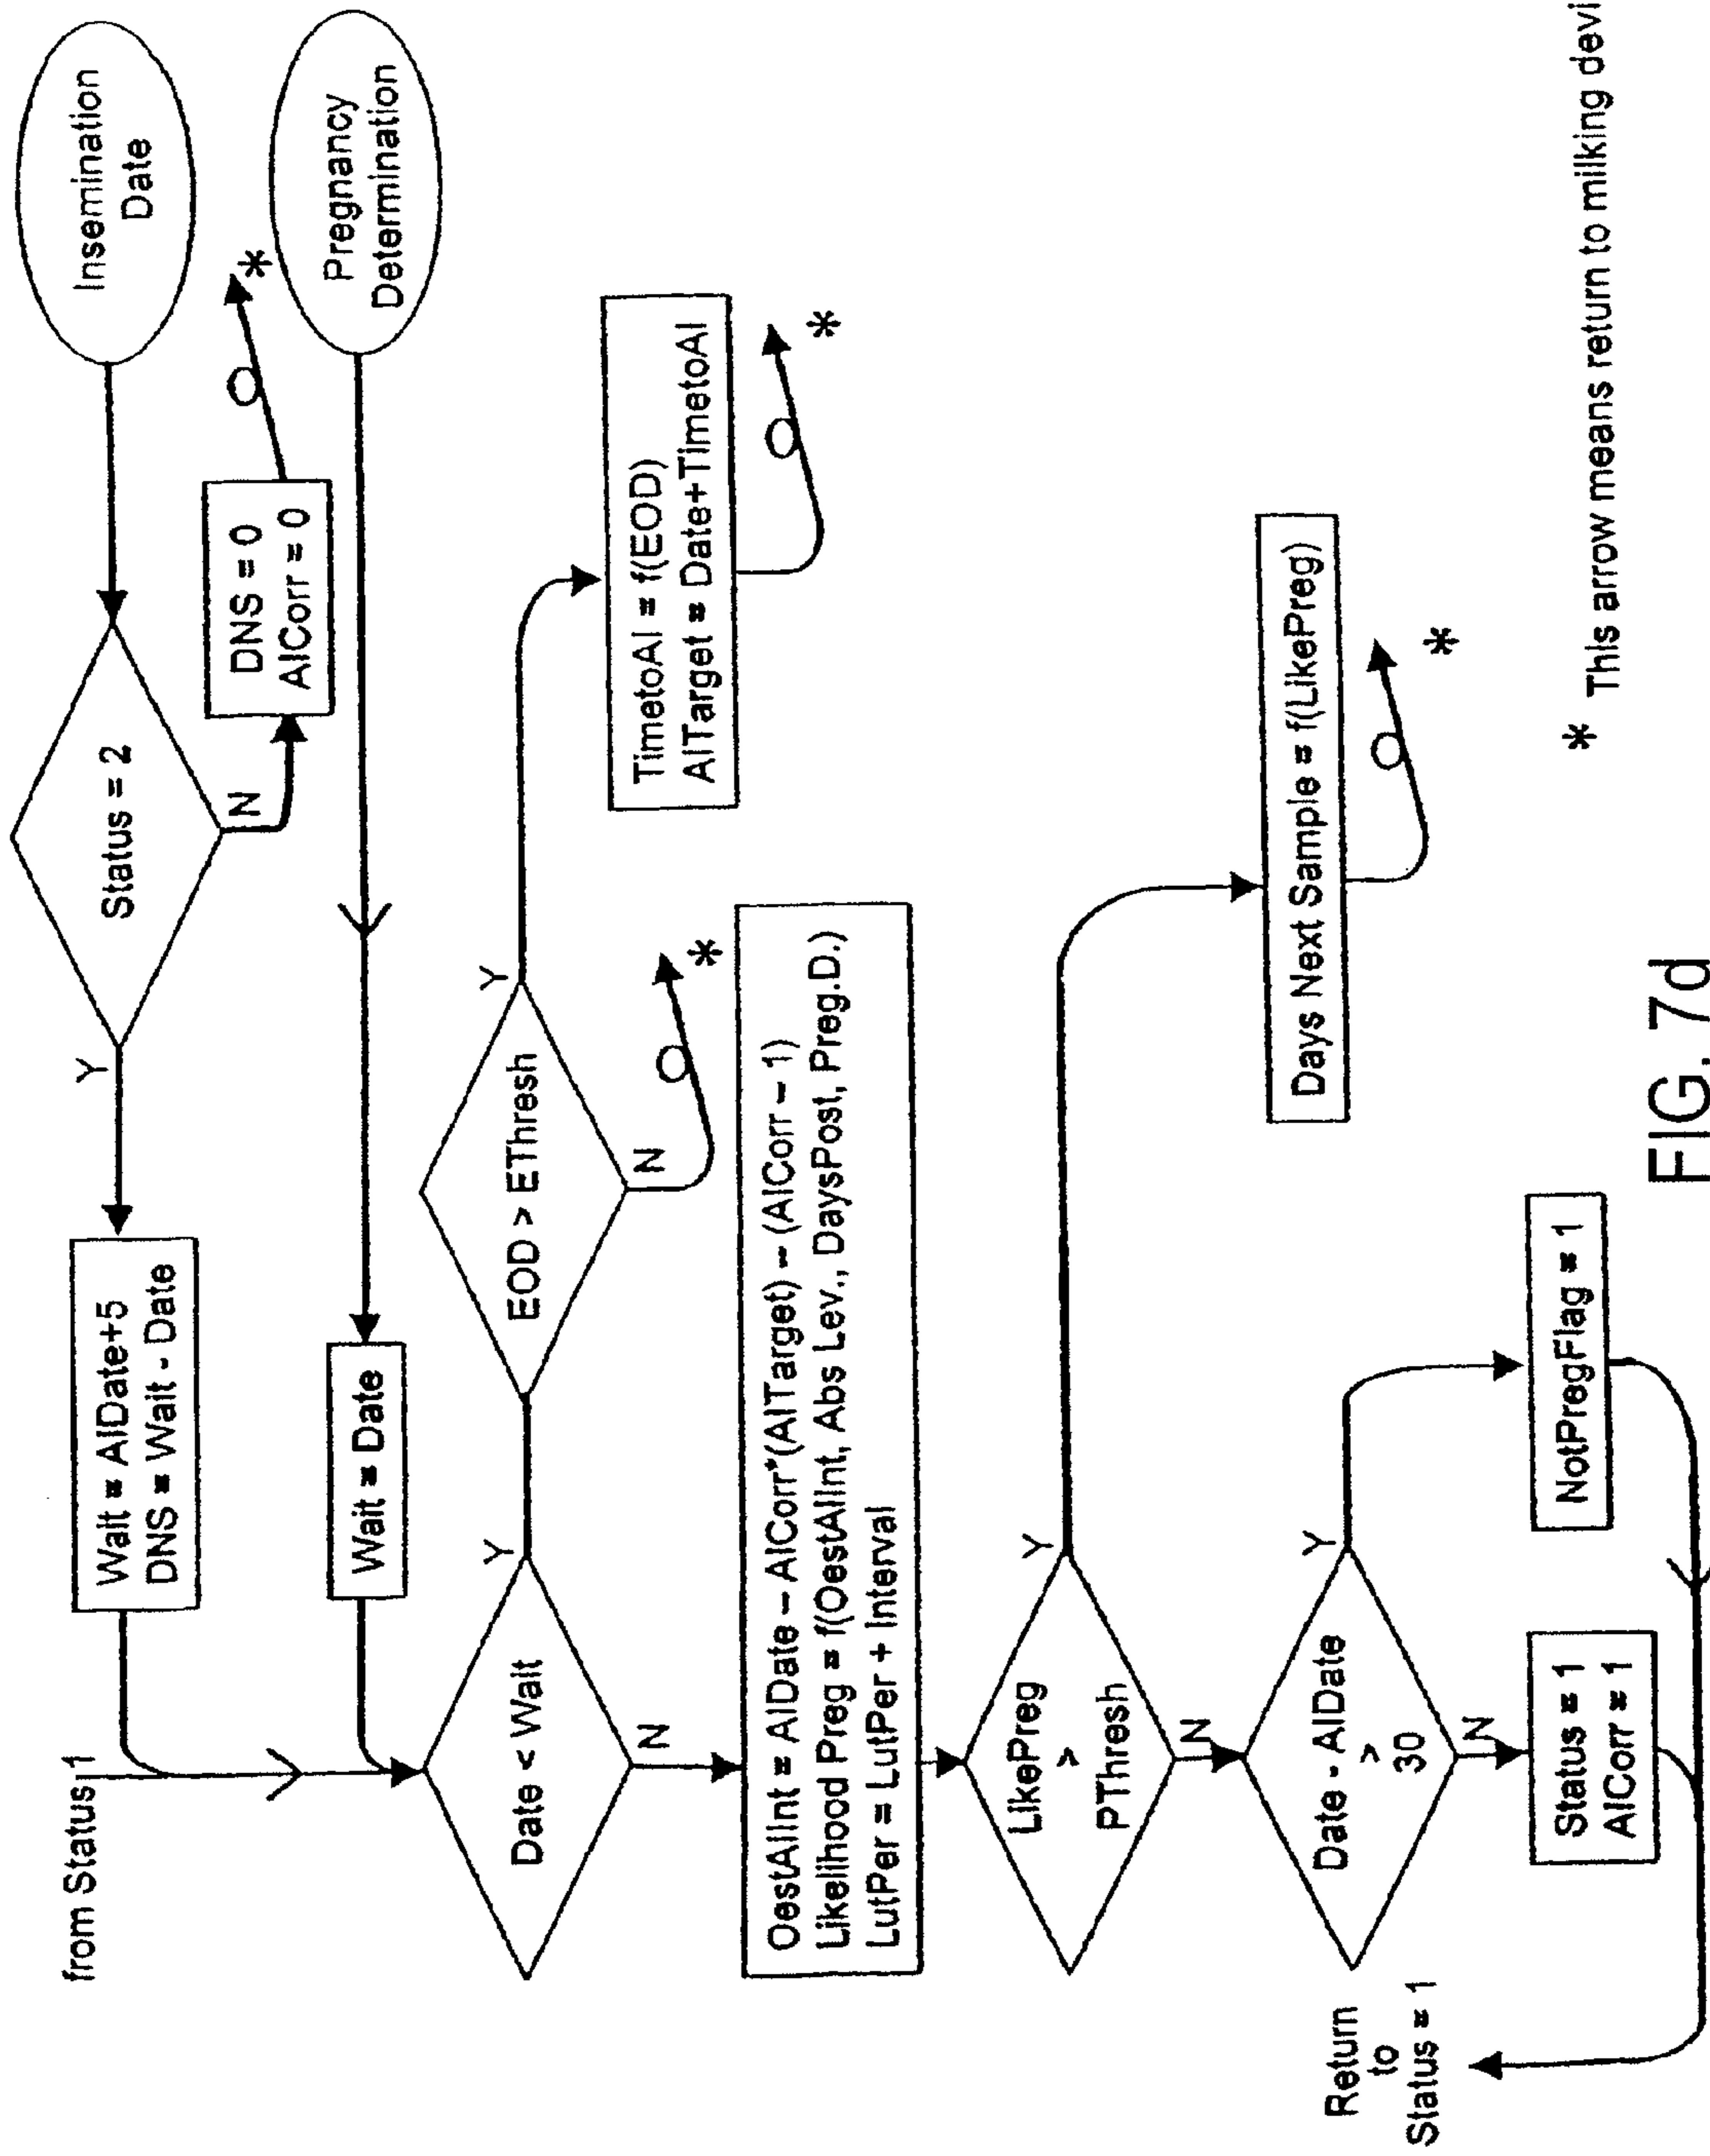 from Status 1
Wait = AIDate+5
DNS = Wait - Date
Y
Status = 2
N
DNS = 0
AICorr = 0
*
Insemination
Date
Wait = Date
Pregnancy
Determination
Date < Wait
Y
N
EOD > EThresh
Y
N
*
TimetoAI = f(EOD)
AITarget = Date+TimetoAI
*
OestAIInt = AIDate – AICorr*(AITarget) – (AICorr – 1)
Likelihood Preg = f(OestAIInt, Abs Lev., DaysPost, Preg.D.)
LutPer = LutPer + Interval
LikePreg
>
PThresh
Y
N
Days Next Sample = f(LikePreg)
*
Date - AIDate
>
30
Y
N
Status = 1
AICorr = 1
NotPregFlag = 1
Return
to
Status = 1
* This arrow means return to milking devi
FIG. 7d